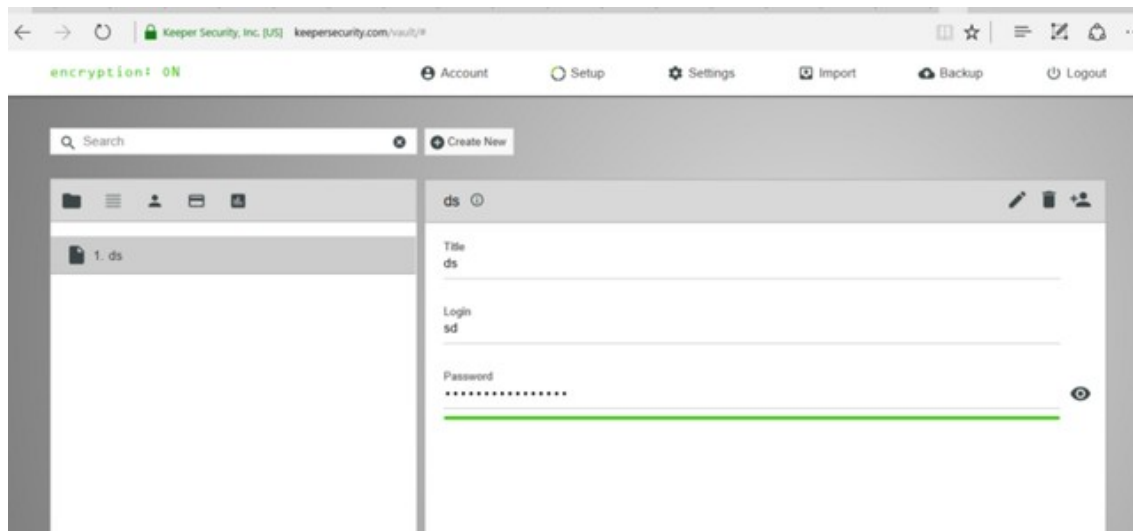 Keeper Security, Inc. [US] keepersecurity.com/vault/#
encryption: ON
Account Setup Settings Import Backup Logout
Search
Create New
ds
1. ds
Title
ds
Login
sd
Password
••••••••••••••••